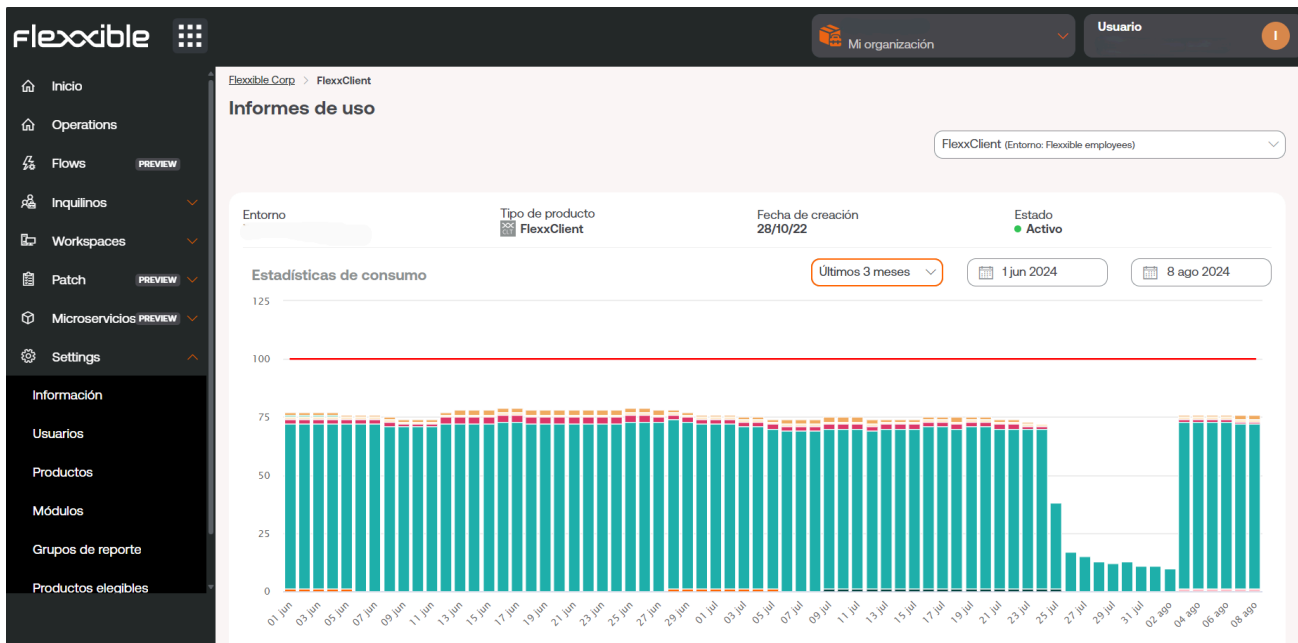 Flexxible
Mi organización
Usuario
I
Inicio
Operations
Flows PREVIEW
Inquilinos
Workspaces
Patch PREVIEW
Microservicios PREVIEW
Settings
Información
Usuarios
Productos
Módulos
Grupos de reporte
Productos elegibles
Flexxible Corp > FlexxClient
Informes de uso
FlexxClient (Entorno: Flexxible employees)
Entorno
Tipo de producto
FlexxClient
Fecha de creación
28/10/22
Estado
Activo
Estadísticas de consumo
Últimos 3 meses
1 jun 2024
8 ago 2024
125
100
75
50
25
0
01 jun
03 jun
05 jun
07 jun
09 jun
11 jun
13 jun
15 jun
17 jun
19 jun
21 jun
23 jun
25 jun
27 jun
29 jun
01 jul
03 jul
05 jul
07 jul
09 jul
11 jul
13 jul
15 jul
17 jul
19 jul
21 jul
23 jul
25 jul
27 jul
29 jul
31 jul
02 ago
04 ago
06 ago
08 ago